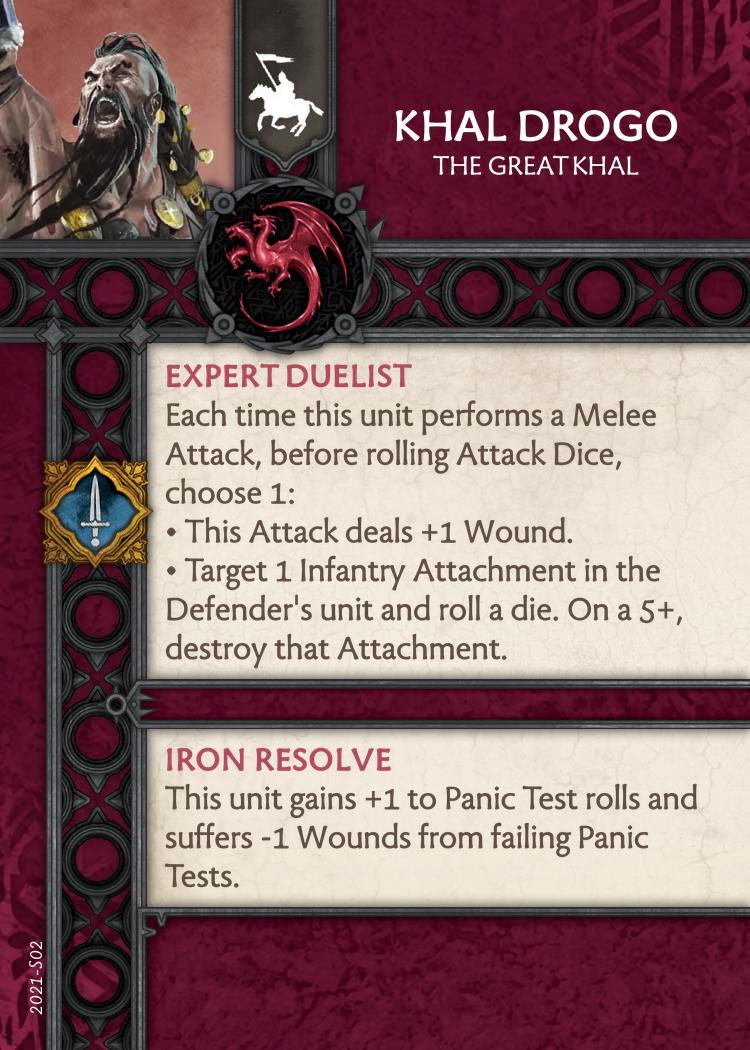 KHAL DROGO
THE GREAT KHAL
EXPERT DUELIST
Each time this unit performs a Melee
Attack, before rolling Attack Dice,
choose 1:
• This Attack deals +1 Wound.
• Target 1 Infantry Attachment in the
Defender's unit and roll a die. On a 5+,
destroy that Attachment.
IRON RESOLVE
This unit gains +1 to Panic Test rolls and
suffers -1 Wounds from failing Panic
Tests.
2021-S02